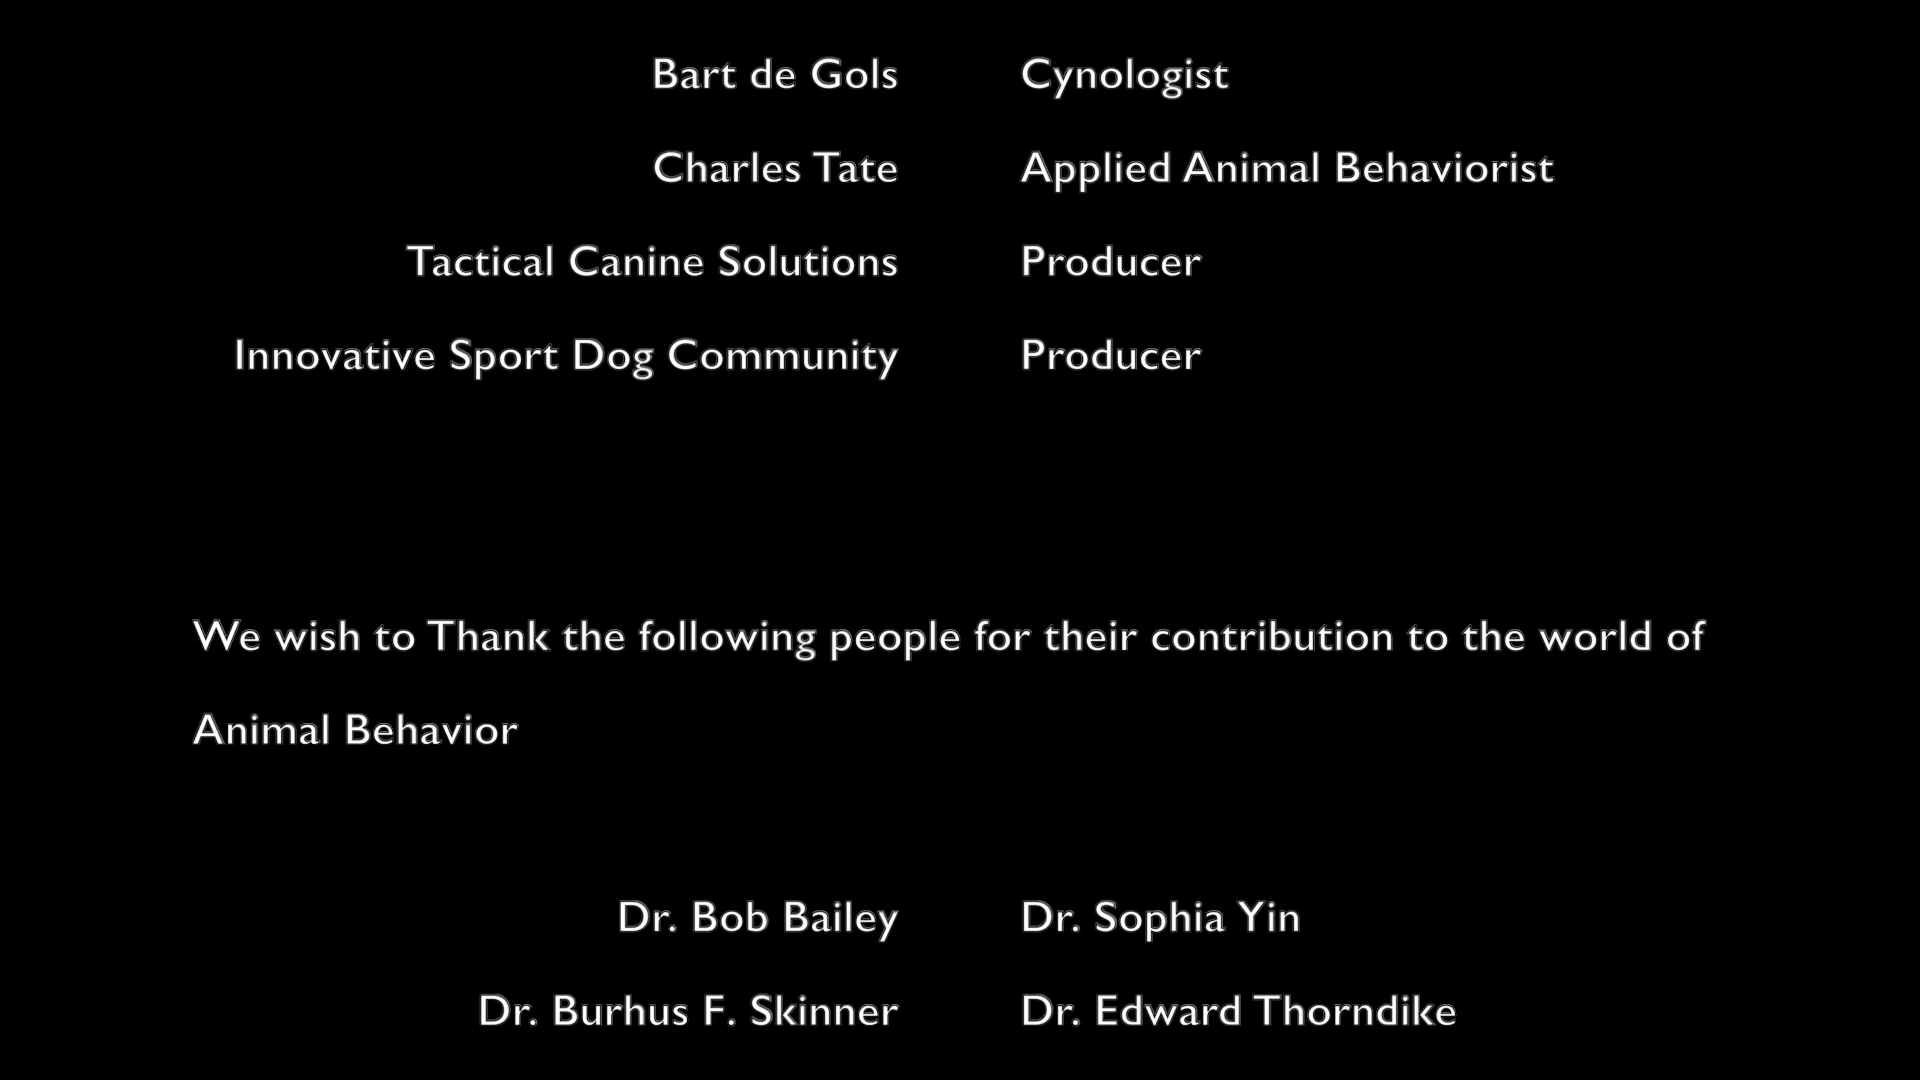 Bart de Gols Cynologist
Charles Tate Applied Animal Behaviorist
Tactical Canine Solutions Producer
Innovative Sport Dog Community Producer
We wish to Thank the following people for their contribution to the world of
Animal Behavior
Dr. Bob Bailey Dr. Sophia Yin
Dr. Burhus F. Skinner Dr. Edward Thorndike